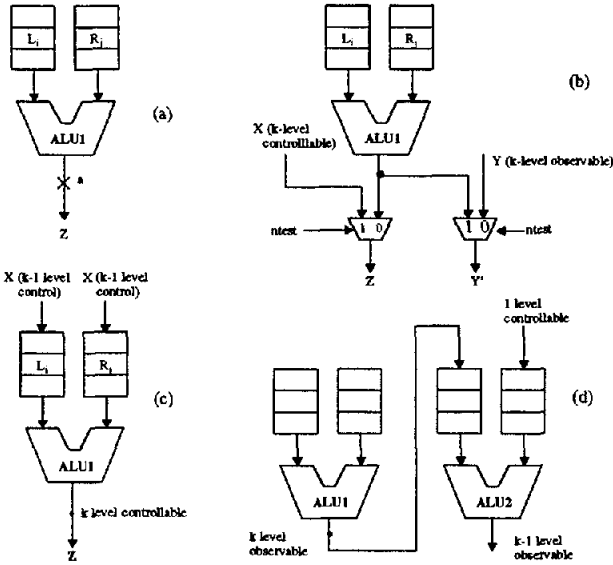 L_i R_j
ALU1
(a)
a
Z
L_i R_j
(b)
ALU1
X (k-level
controlllable)
Y (k-level observable)
1 0
1 0
ntest
ntest
Z
Y'
X (k-1 level
control)
X (k-1 level
control)
L_i R_j
(c)
ALU1
k level controllable
Z
1 level
controllable
(d)
ALU1
ALU2
k level
observable
k-1 level
observable